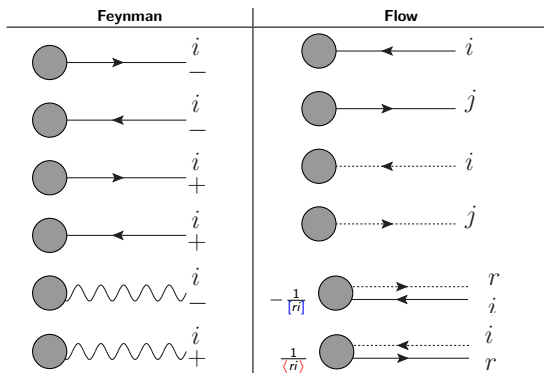 Feynman Flow
i − i
i − j
i + i
i + j
i − − 1/[ri] r i
i + 1/⟨ri⟩ i r